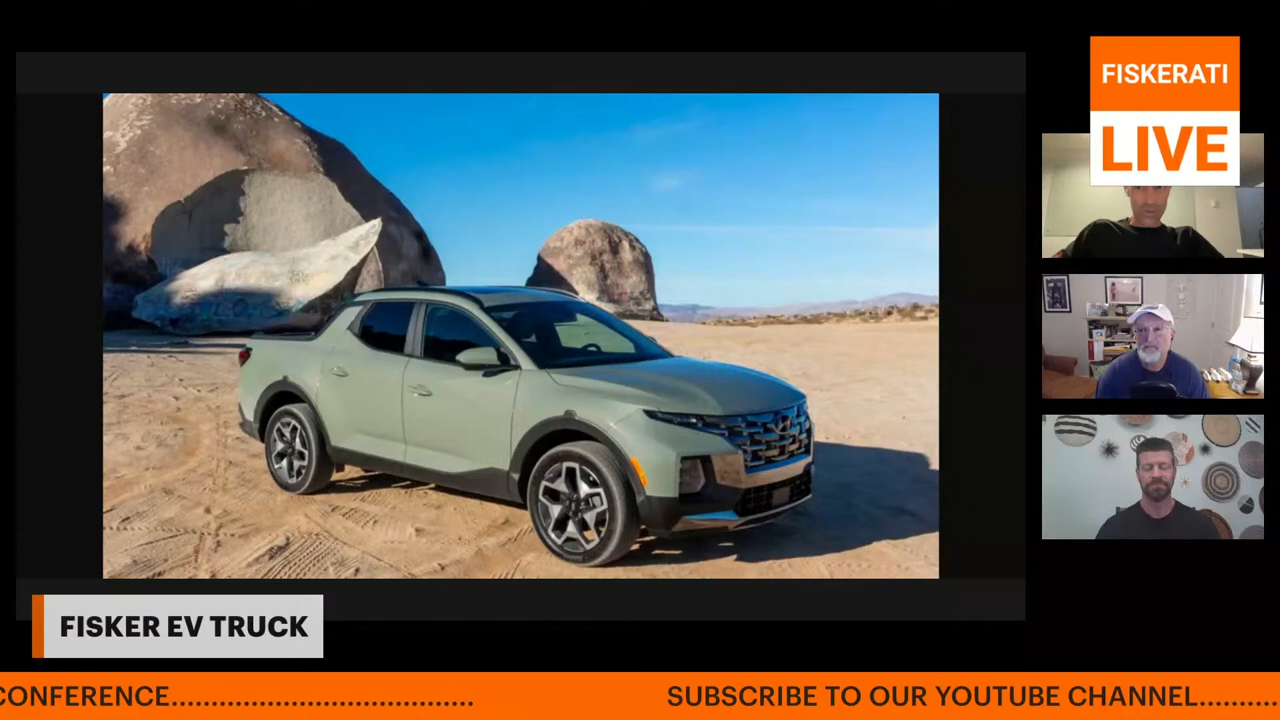 FISKERATI
LIVE
FISKER EV TRUCK
CONFERENCE.....................................
SUBSCRIBE TO OUR YOUTUBE CHANNEL..........